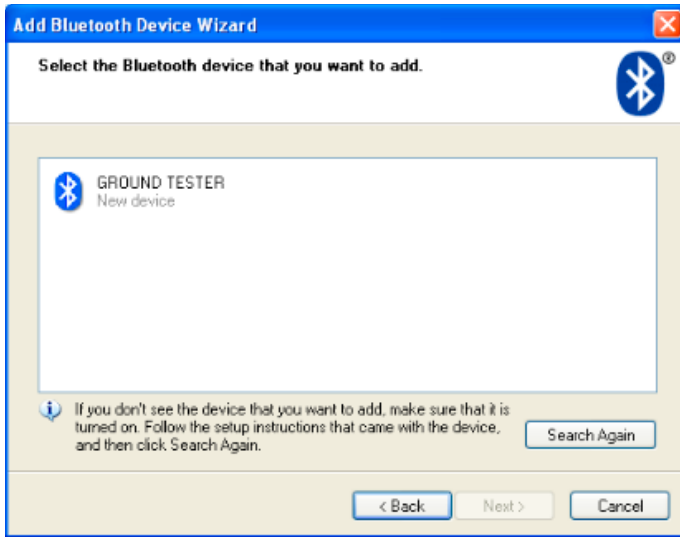 Add Bluetooth Device Wizard
Select the Bluetooth device that you want to add.
®
GROUND TESTER
New device
If you don't see the device that you want to add, make sure that it is
turned on. Follow the setup instructions that came with the device,
and then click Search Again.
Search Again
< Back
Next >
Cancel